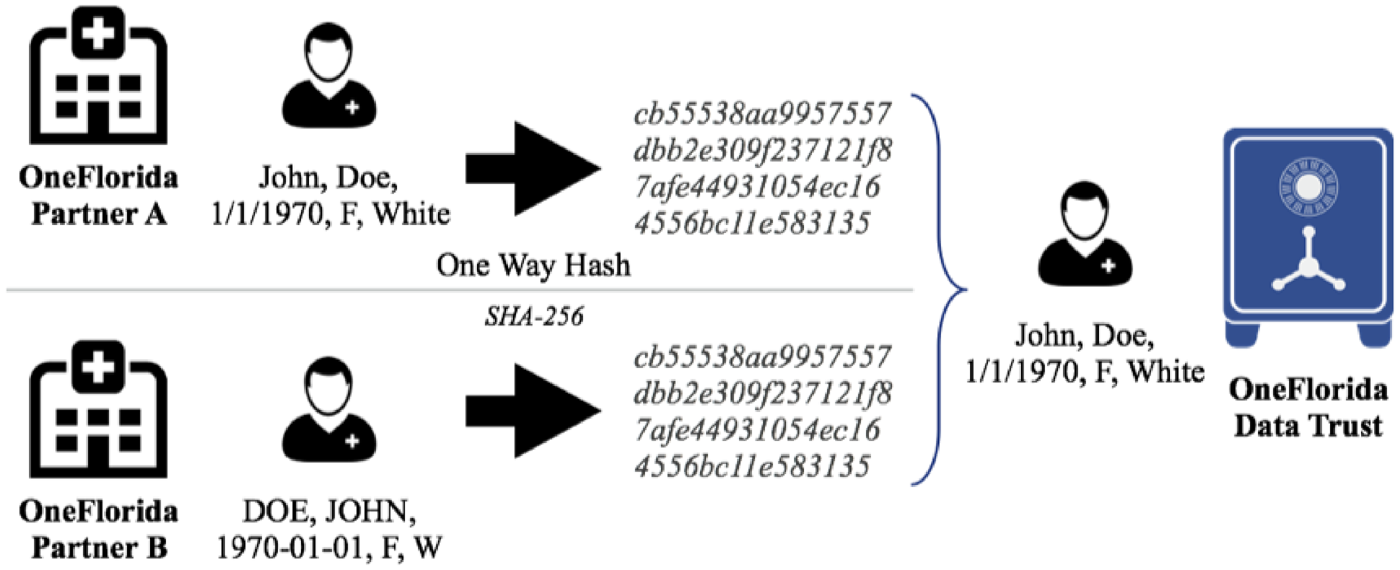 OneFlorida
Partner A
John, Doe,
1/1/1970, F, White
One Way Hash
SHA-256
cb55538aa9957557
dbb2e309f237121f8
7afe44931054ec16
4556bc11e583135
OneFlorida
Partner B
DOE, JOHN,
1970-01-01, F, W
cb55538aa9957557
dbb2e309f237121f8
7afe44931054ec16
4556bc11e583135
John, Doe,
1/1/1970, F, White
OneFlorida
Data Trust